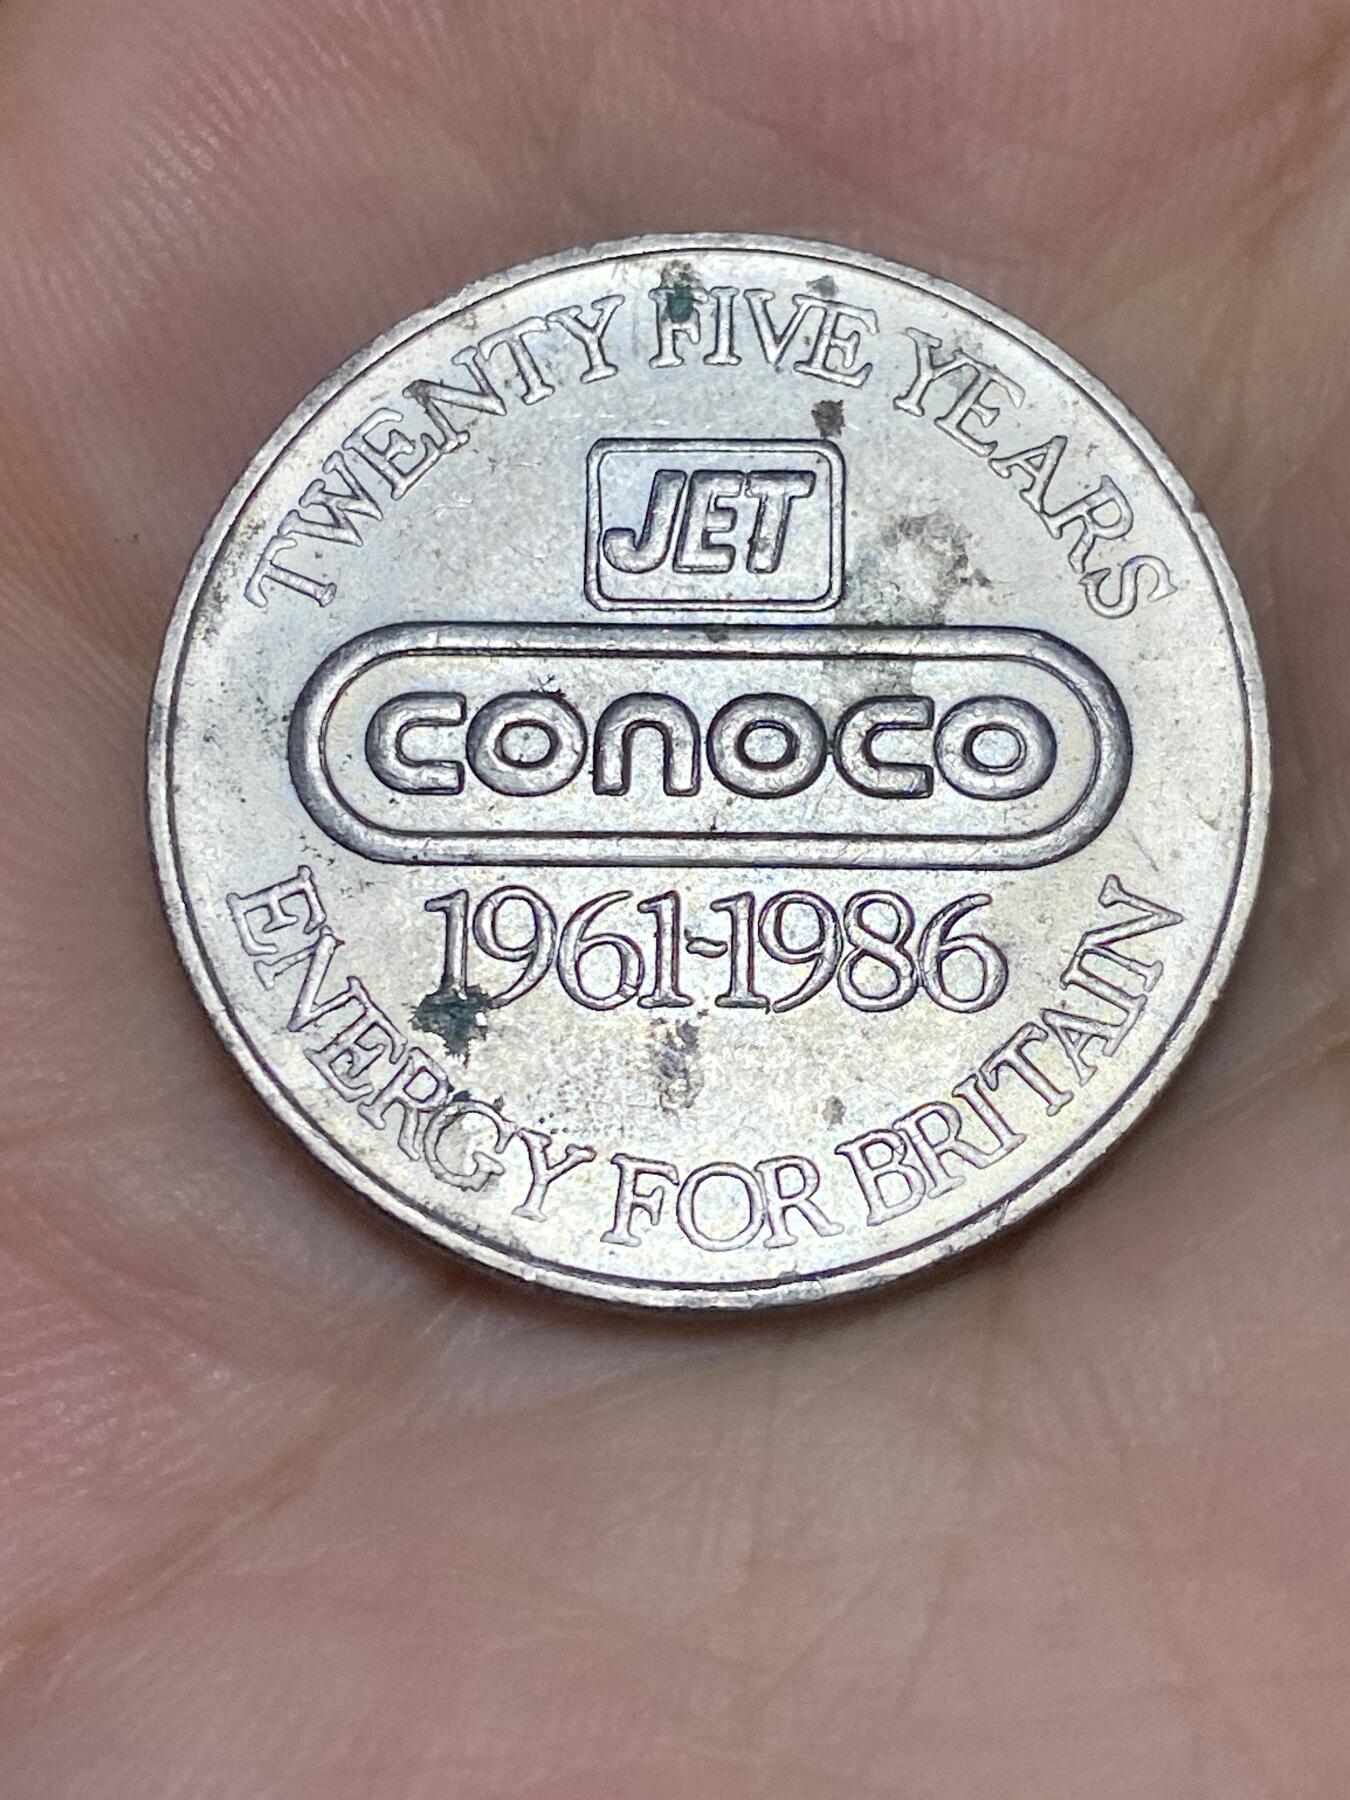 TWENTY FIVE YEARS
JET
CONOCO
1961-1986
ENERGY FOR BRITAIN